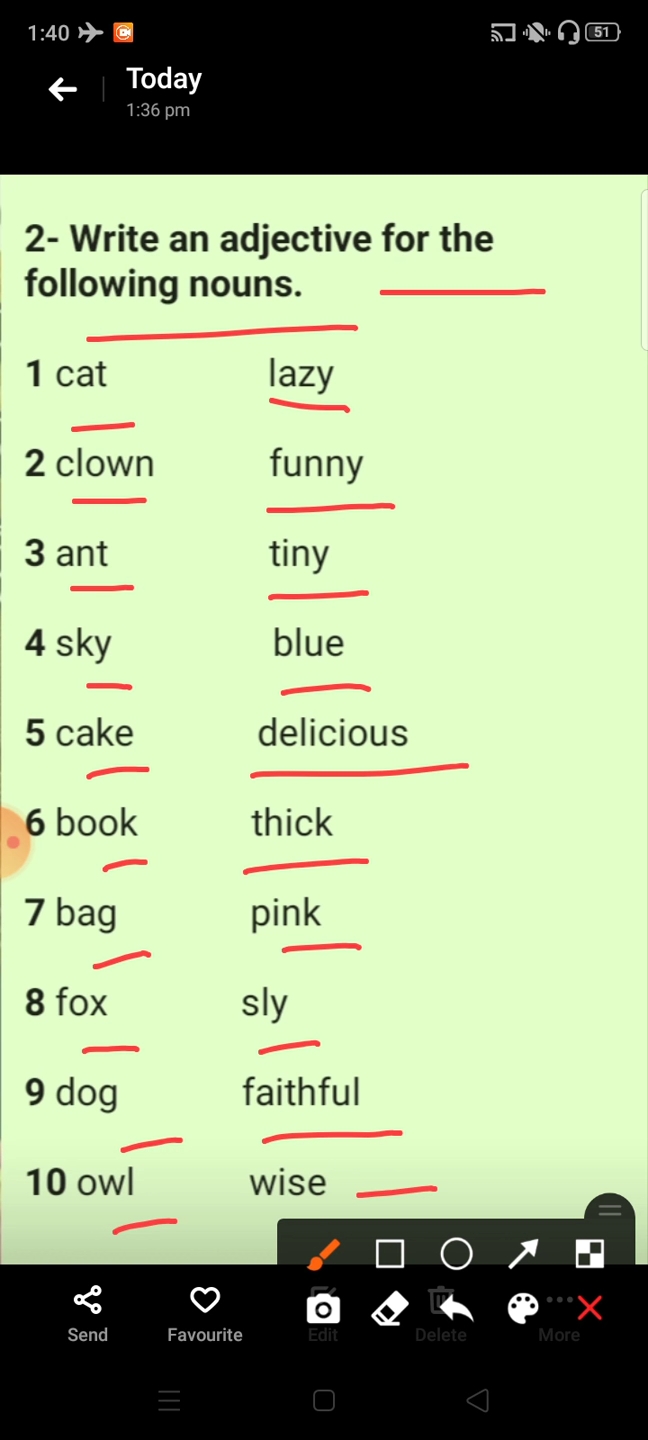 1:40
51
Today
1:36 pm
2- Write an adjective for the
following nouns.
1 cat lazy
2 clown funny
3 ant tiny
4 sky blue
5 cake delicious
6 book thick
7 bag pink
8 fox sly
9 dog faithful
10 owl wise
Send Favourite Edit Delete More